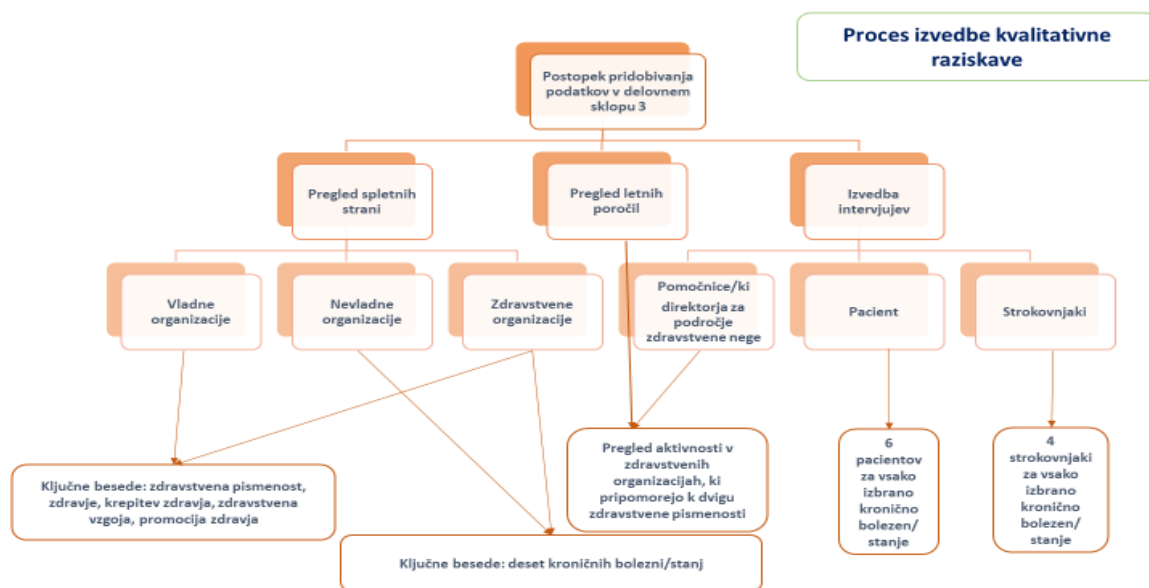 Proces izvedbe kvalitativne
raziskave
Postopek pridobivanja
podatkov v delovnem
sklopu 3
Pregled spletnih
strani
Pregled letnih
poročil
Izvedba
intervjujev
Vladne
organizacije
Nevladne
organizacije
Zdravstvene
organizacije
Pomočnice/ki
direktorja za
področje
zdravstvene nege
Pacient
Strokovnjaki
Ključne besede: zdravstvena pismenost,
zdravje, krepitev zdravja, zdravstvena
vzgoja, promocija zdravja
Ključne besede: deset kroničnih bolezni/stanj
Pregled aktivnosti v
zdravstvenih
organizacijah, ki
pripomorejo k dvigu
zdravstvene pismenosti
6
pacientov
za vsako
izbrano
kronično
bolezen/
stanje
4
strokovnjaki
za vsako
izbrano
kronično
bolezen/
stanje